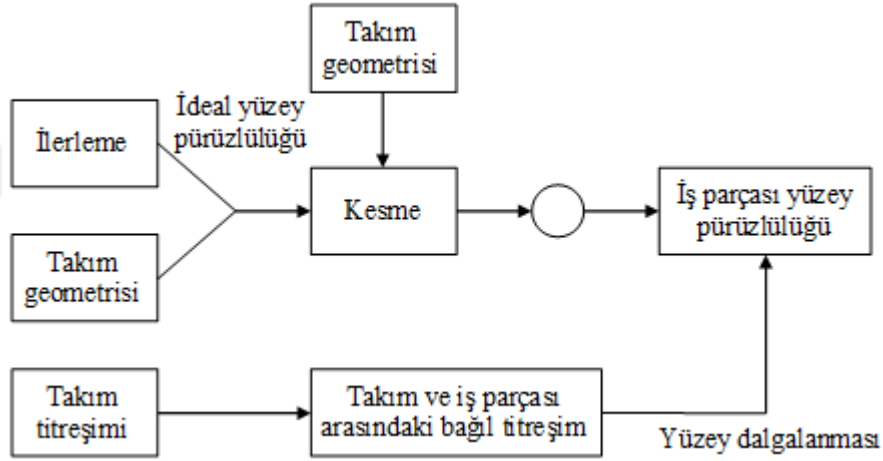 Takım
geometrisi
İdeal yüzey
pürüzlülüğü
İlerleme
Kesme
İş parçası yüzey
pürüzlülüğü
Takım
geometrisi
Takım
titreşimi
Takım ve iş parçası
arasındaki bağıl titreşim
Yüzey dalgalanması